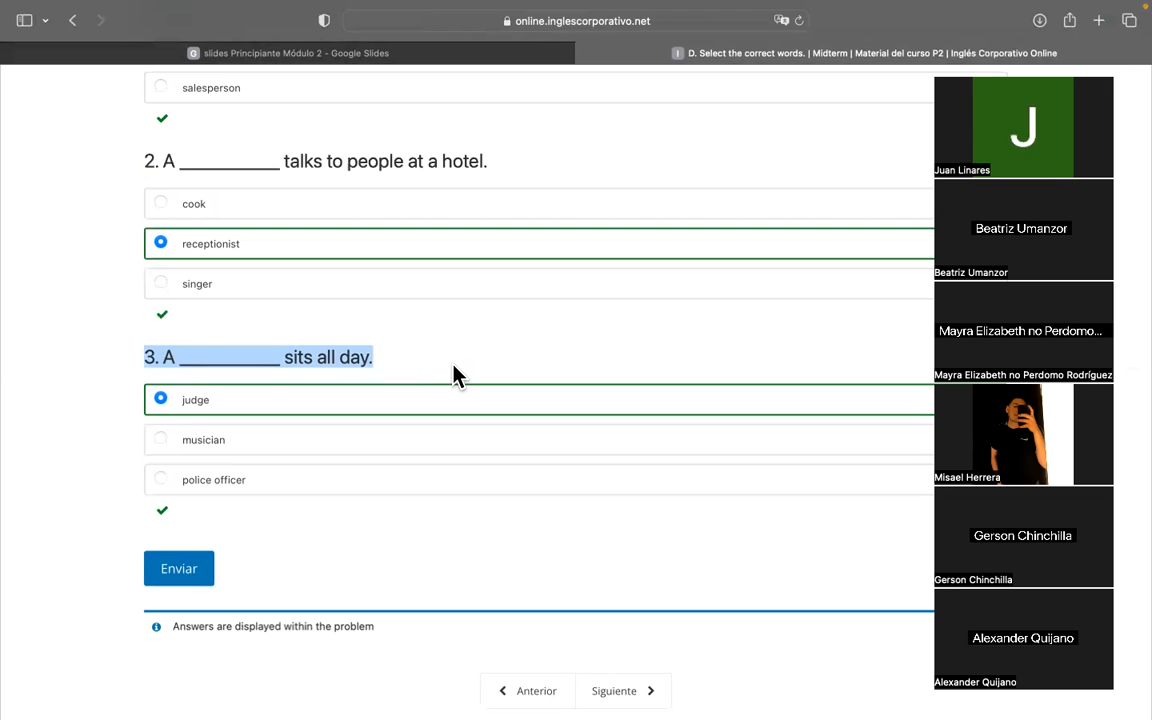 online.inglescorporativo.net
G slides Principiante Módulo 2 - Google Slides
I D. Select the correct words. | Midterm | Material del curso P2 | Inglés Corporativo Online
salesperson
2. A ___________ talks to people at a hotel.
cook
receptionist
singer
3. A ___________ sits all day.
judge
musician
police officer
Enviar
Answers are displayed within the problem
Anterior
Siguiente
J
Juan Linares
Beatriz Umanzor
Beatriz Umanzor
Mayra Elizabeth no Perdomo...
Mayra Elizabeth no Perdomo Rodríguez
Misael Herrera
Gerson Chinchilla
Gerson Chinchilla
Alexander Quijano
Alexander Quijano